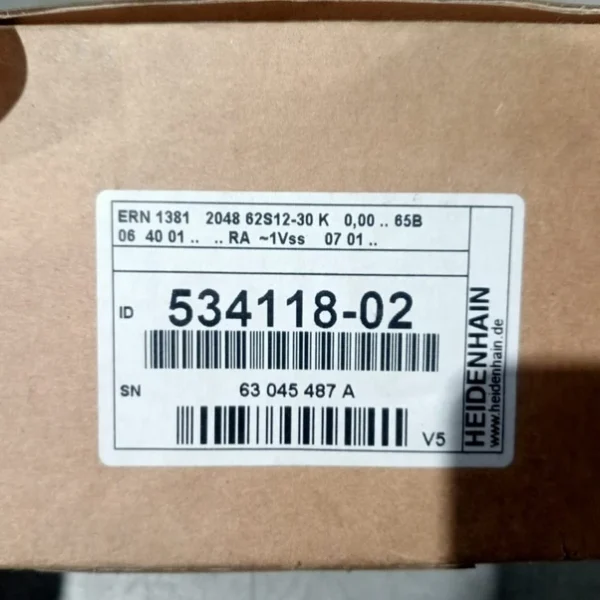 ERN 1381 2048 62S12-30 K 0,00 .. 65B
06 40 01 .. .. RA ~1Vss 07 01 ..
ID 534118-02
SN 63 045 487 A
V5
HEIDENHAIN
www.heidenhain.de